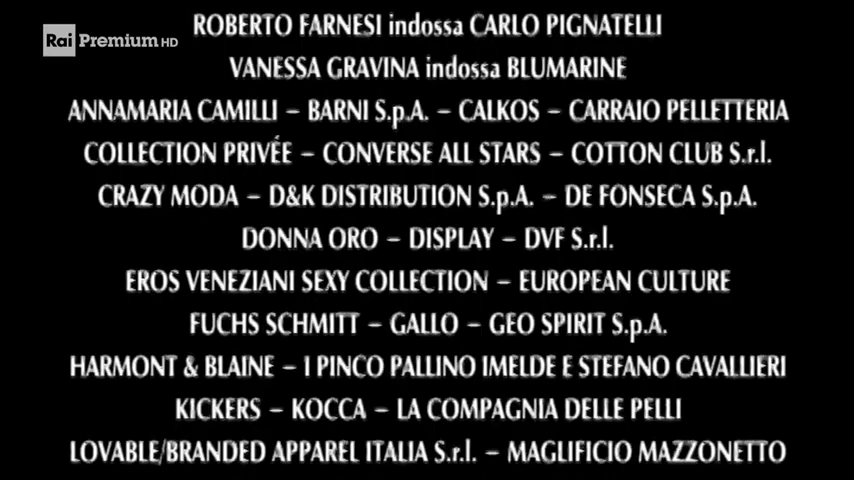 Rai Premium HD
ROBERTO FARNESI indossa CARLO PIGNATELLI
VANESSA GRAVINA indossa BLUMARINE
ANNAMARIA CAMILLI – BARNI S.p.A. – CALKOS – CARRAIO PELLETTERIA
COLLECTION PRIVÉE – CONVERSE ALL STARS – COTTON CLUB S.r.l.
CRAZY MODA – D&K DISTRIBUTION S.p.A. – DE FONSECA S.p.A.
DONNA ORO – DISPLAY – DVF S.r.l.
EROS VENEZIANI SEXY COLLECTION – EUROPEAN CULTURE
FUCHS SCHMITT – GALLO – GEO SPIRIT S.p.A.
HARMONT & BLAINE – I PINCO PALLINO IMELDE E STEFANO CAVALLIERI
KICKERS – KOCCA – LA COMPAGNIA DELLE PELLI
LOVABLE/BRANDED APPAREL ITALIA S.r.l. – MAGLIFICIO MAZZONETTO